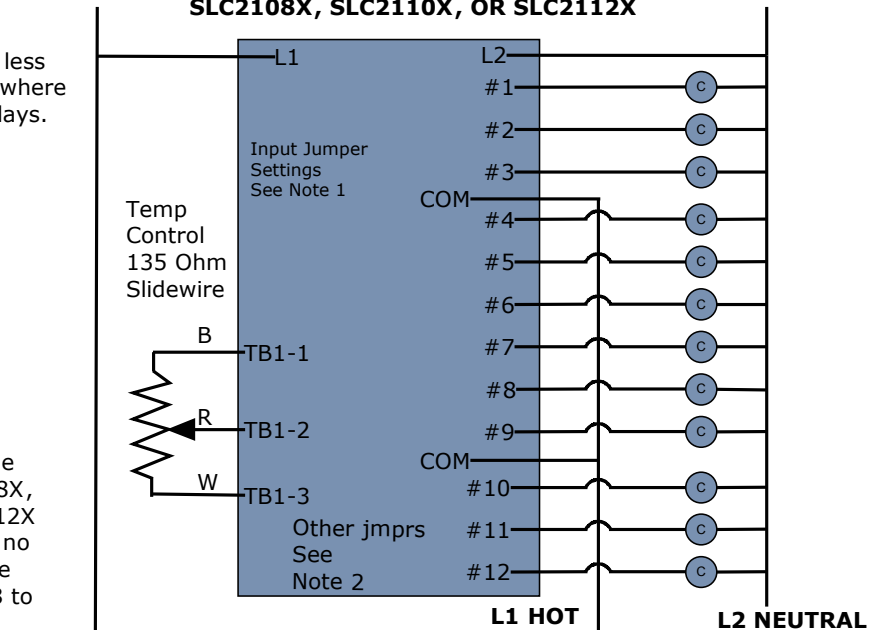 SLC2108X, SLC2110X, OR SLC2112X
less
where
lays.
L1
L2
#1
C
#2
C
#3
C
Input Jumper
Settings
See Note 1
COM
#4
C
Temp
Control
135 Ohm
Slidewire
#5
C
#6
C
B
TB1-1
#7
C
#8
C
R
TB1-2
#9
C
COM
e
8X,
12X
no
e
3 to
W
TB1-3
#10
C
Other jmprs
See
Note 2
#11
C
#12
C
L1 HOT
L2 NEUTRAL